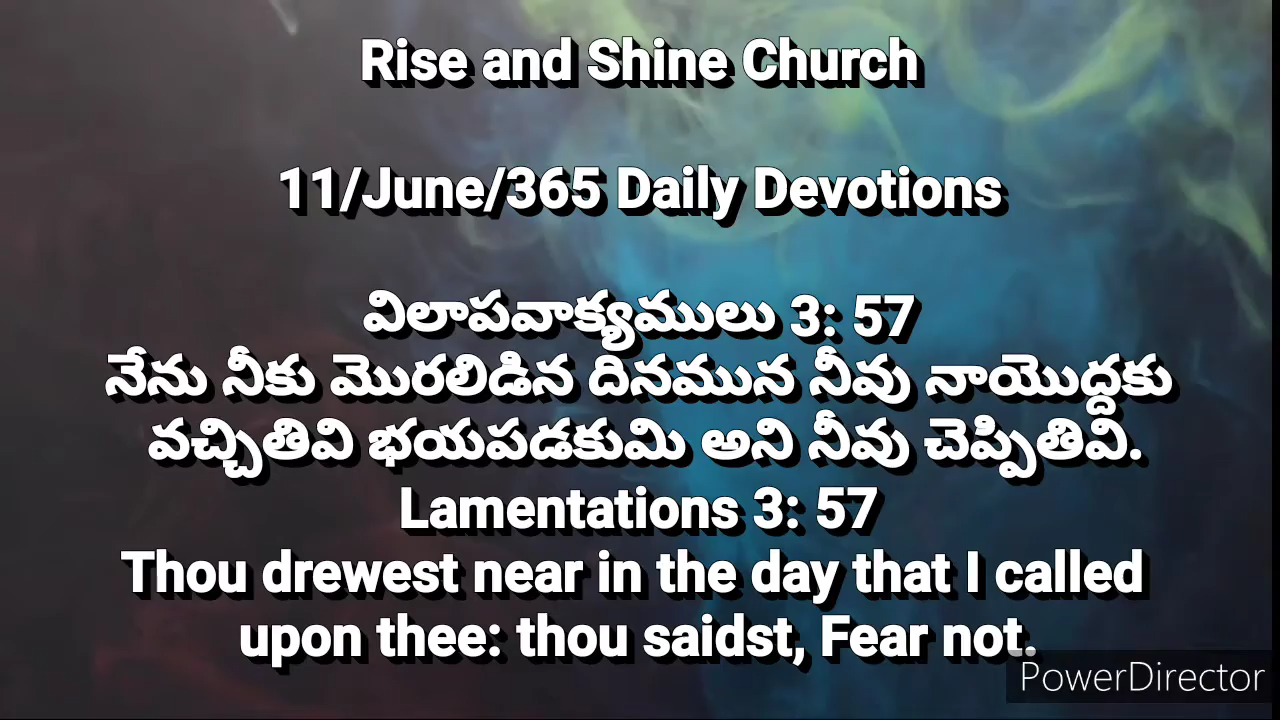 Rise and Shine Church
11/June/365 Daily Devotions
విలాపవాక్యములు 3: 57
నేను నీకు మొరలిడిన దినమున నీవు నాయొద్దకు
వచ్చితివి భయపడకుమి అని నీవు చెప్పితివి.
Lamentations 3: 57
Thou drewest near in the day that I called
upon thee: thou saidst, Fear not.
PowerDirector